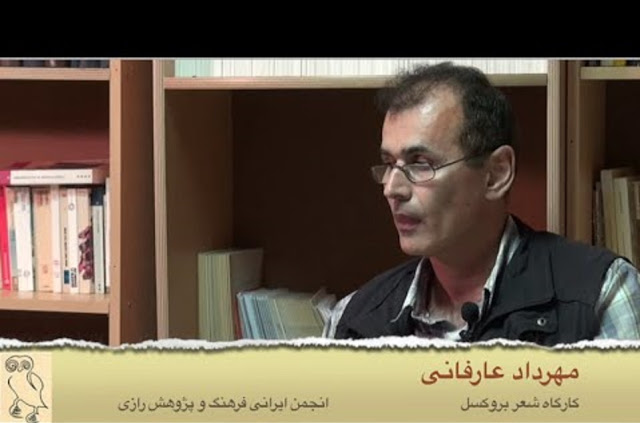 مهرداد عارفانی
کارگاه شعر بروکسل
انجمن ایرانی فرهنگ و پژوهش رازی